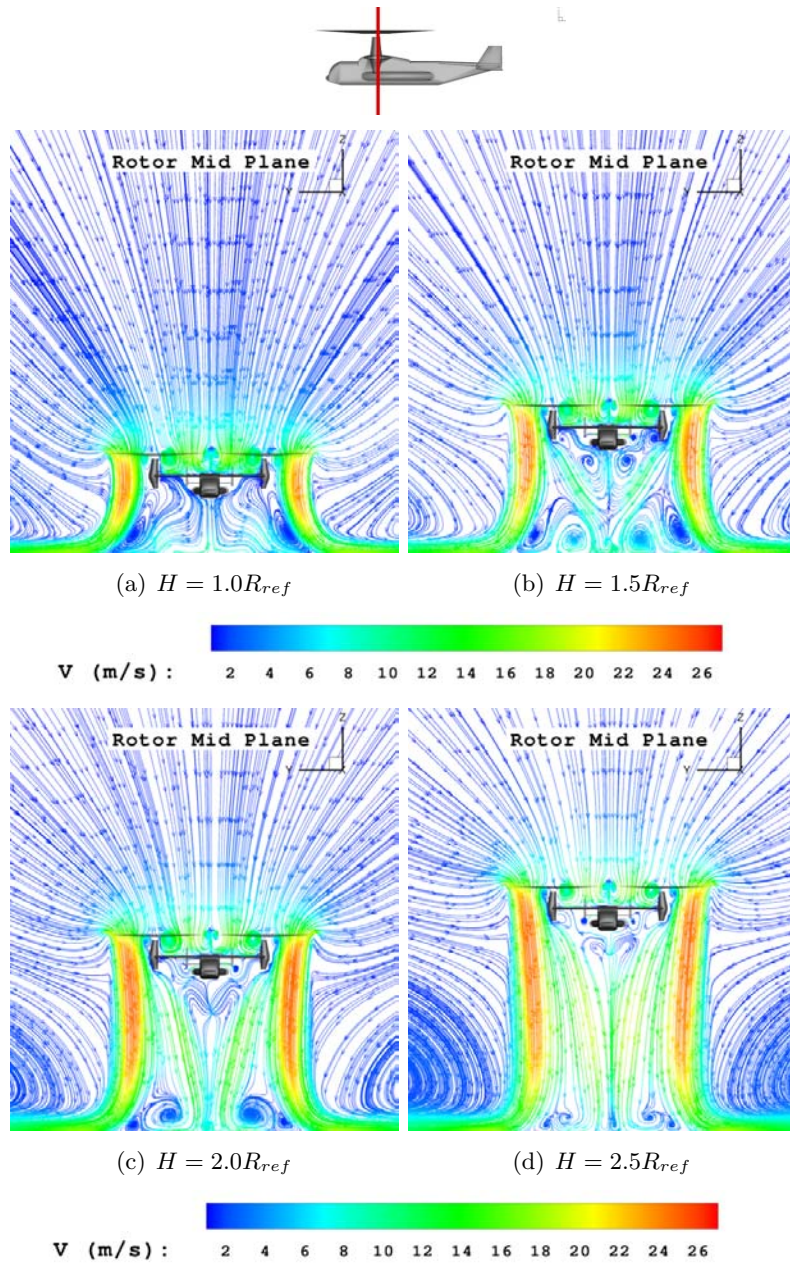 Rotor Mid Plane Z Y X
Rotor Mid Plane Z Y X
(a) H = 1.0R_ref
(b) H = 1.5R_ref
V (m/s): 2 4 6 8 10 12 14 16 18 20 22 24 26
Rotor Mid Plane Z Y X
Rotor Mid Plane Z Y X
(c) H = 2.0R_ref
(d) H = 2.5R_ref
V (m/s): 2 4 6 8 10 12 14 16 18 20 22 24 26